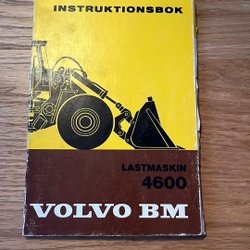 INSTRUKTIONSBOK
LASTMASKIN
4600
VOLVO BM